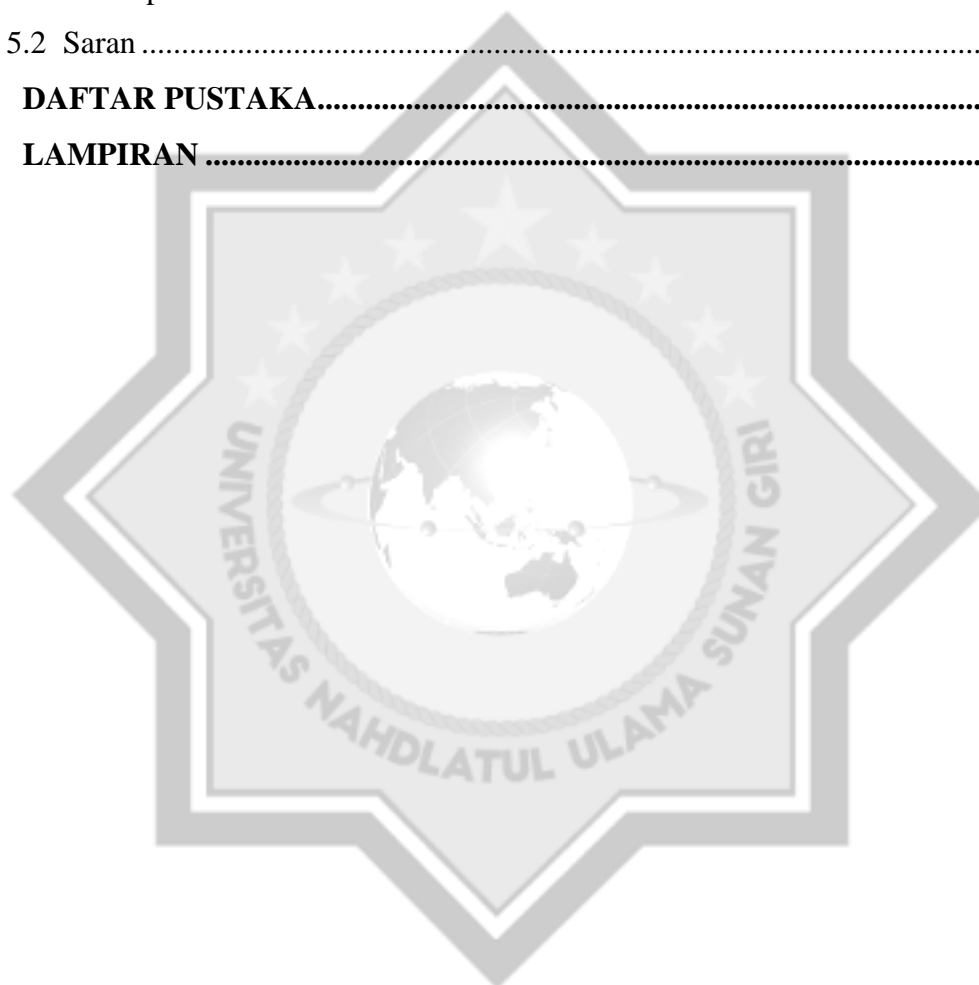 5.2 Saran ................................................................................
DAFTAR PUSTAKA................................................................................
LAMPIRAN ................................................................................
UNIVERSITAS NAHDLATUL ULAMA SUNAN GIRI